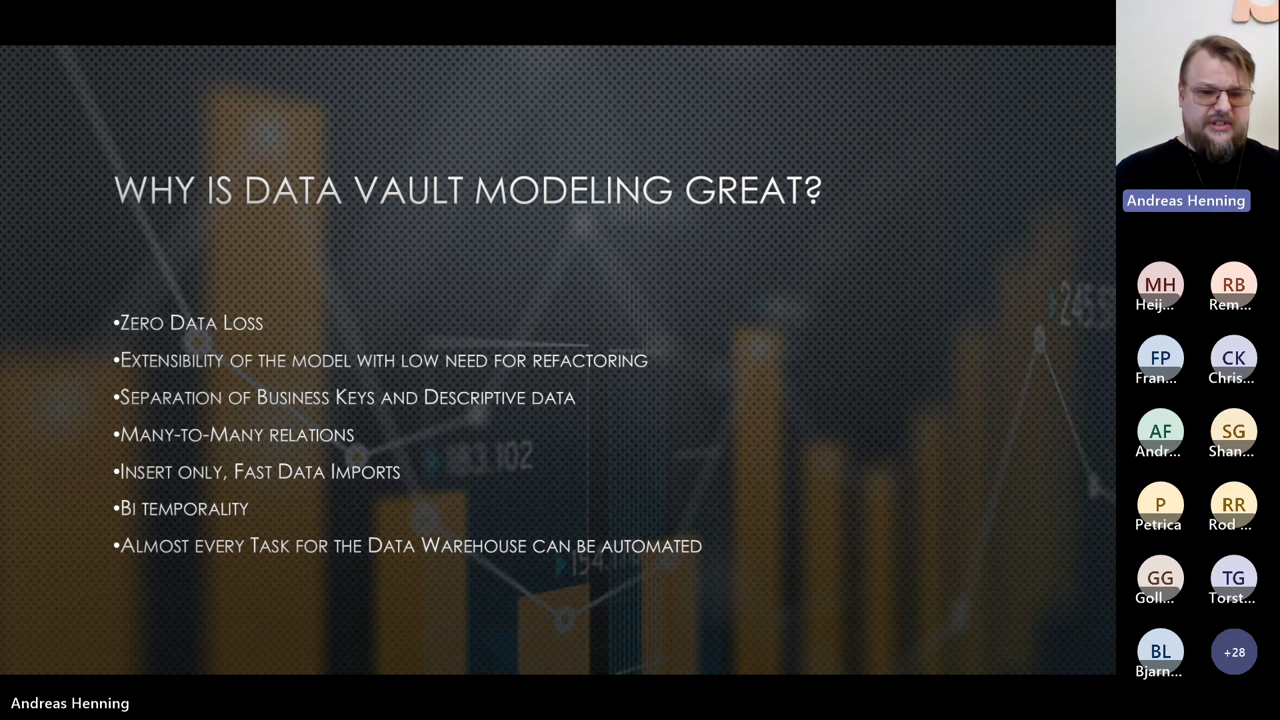 WHY IS DATA VAULT MODELING GREAT?
•ZERO DATA LOSS
•EXTENSIBILITY OF THE MODEL WITH LOW NEED FOR REFACTORING
•SEPARATION OF BUSINESS KEYS AND DESCRIPTIVE DATA
•MANY-TO-MANY RELATIONS
•INSERT ONLY, FAST DATA IMPORTS
•BI TEMPORALITY
•ALMOST EVERY TASK FOR THE DATA WAREHOUSE CAN BE AUTOMATED
Andreas Henning
MH RB
Heij... Rem...
FP CK
Fran... Chris...
AF SG
Andr... Shan...
P RR
Petrica Rod ...
GG TG
Goll... Torst...
BL +28
Bjarn...
Andreas Henning